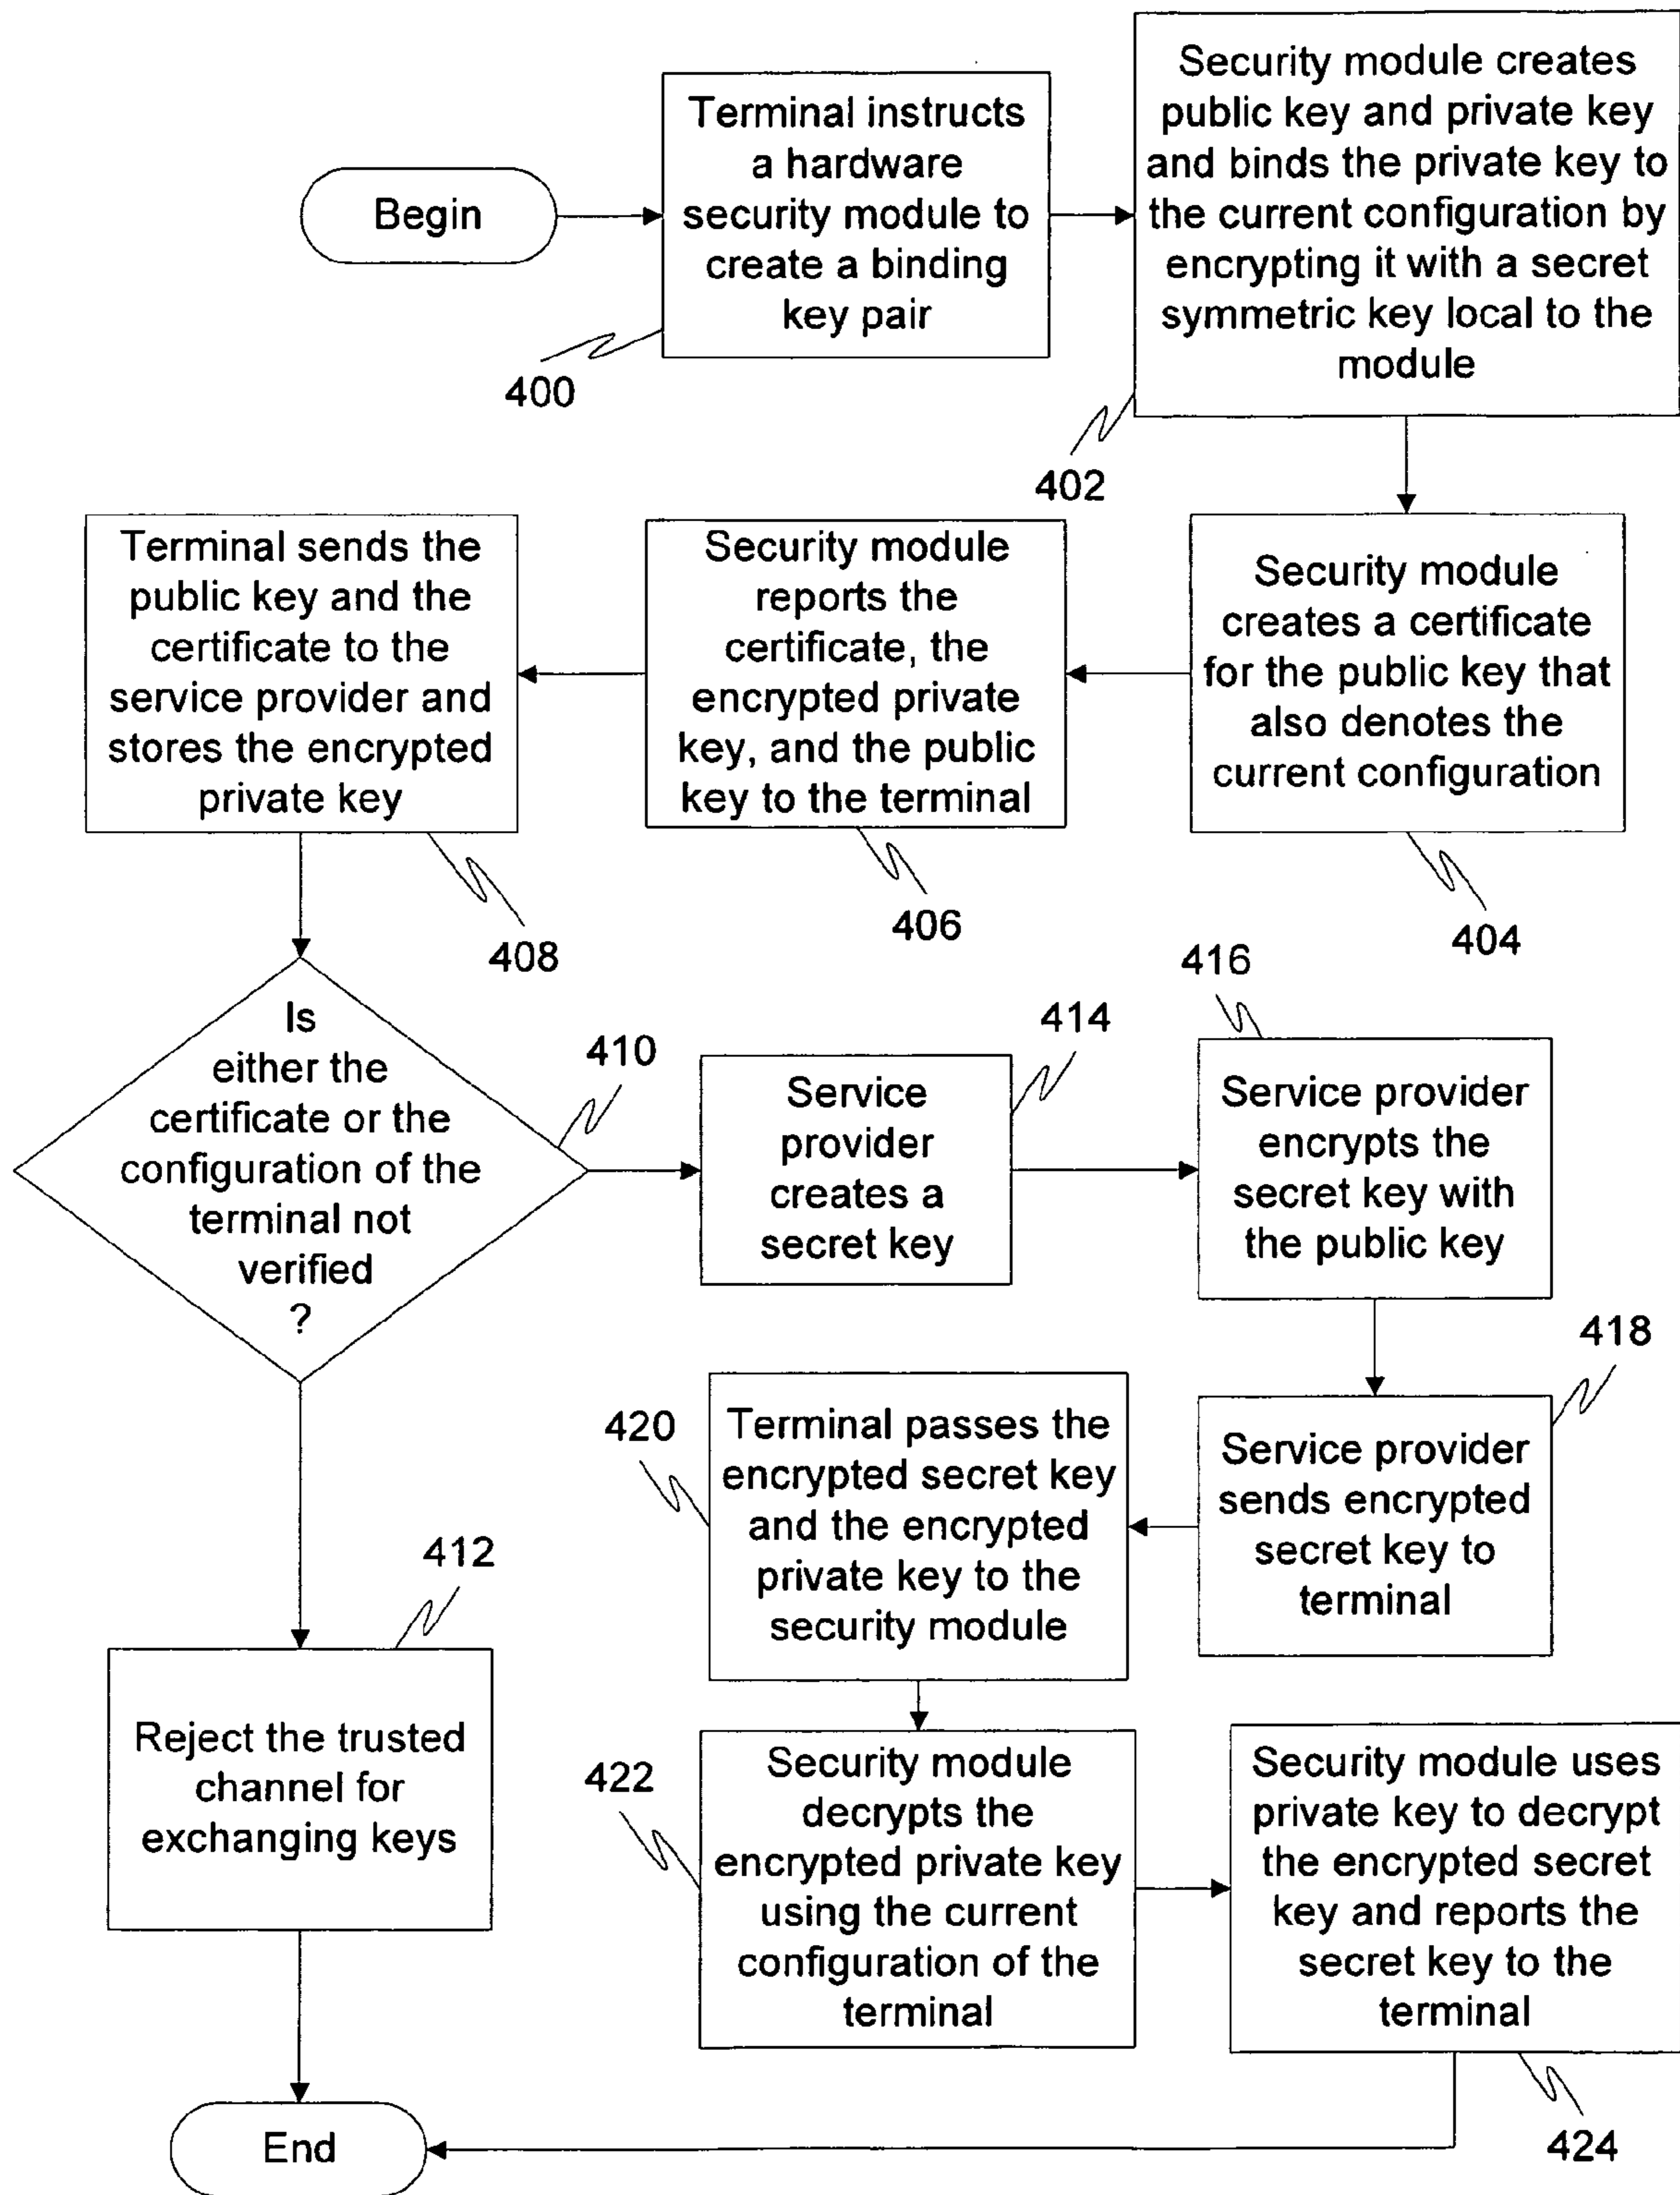 Begin
Terminal instructs
a hardware
security module to
create a binding
key pair
400
Security module creates
public key and private key
and binds the private key to
the current configuration by
encrypting it with a secret
symmetric key local to the
module
402
Security module
creates a certificate
for the public key that
also denotes the
current configuration
404
Security module
reports the
certificate, the
encrypted private
key, and the public
key to the terminal
406
Terminal sends the
public key and the
certificate to the
service provider and
stores the encrypted
private key
408
Is
either the
certificate or the
configuration of the
terminal not
verified
?
410
Reject the trusted
channel for
exchanging keys
412
Service
provider
creates a
secret key
414
Service provider
encrypts the
secret key with
the public key
416
Service provider
sends encrypted
secret key to
terminal
418
Terminal passes the
encrypted secret key
and the encrypted
private key to the
security module
420
Security module
decrypts the
encrypted private key
using the current
configuration of the
terminal
422
Security module uses
private key to decrypt
the encrypted secret
key and reports the
secret key to the
terminal
424
End